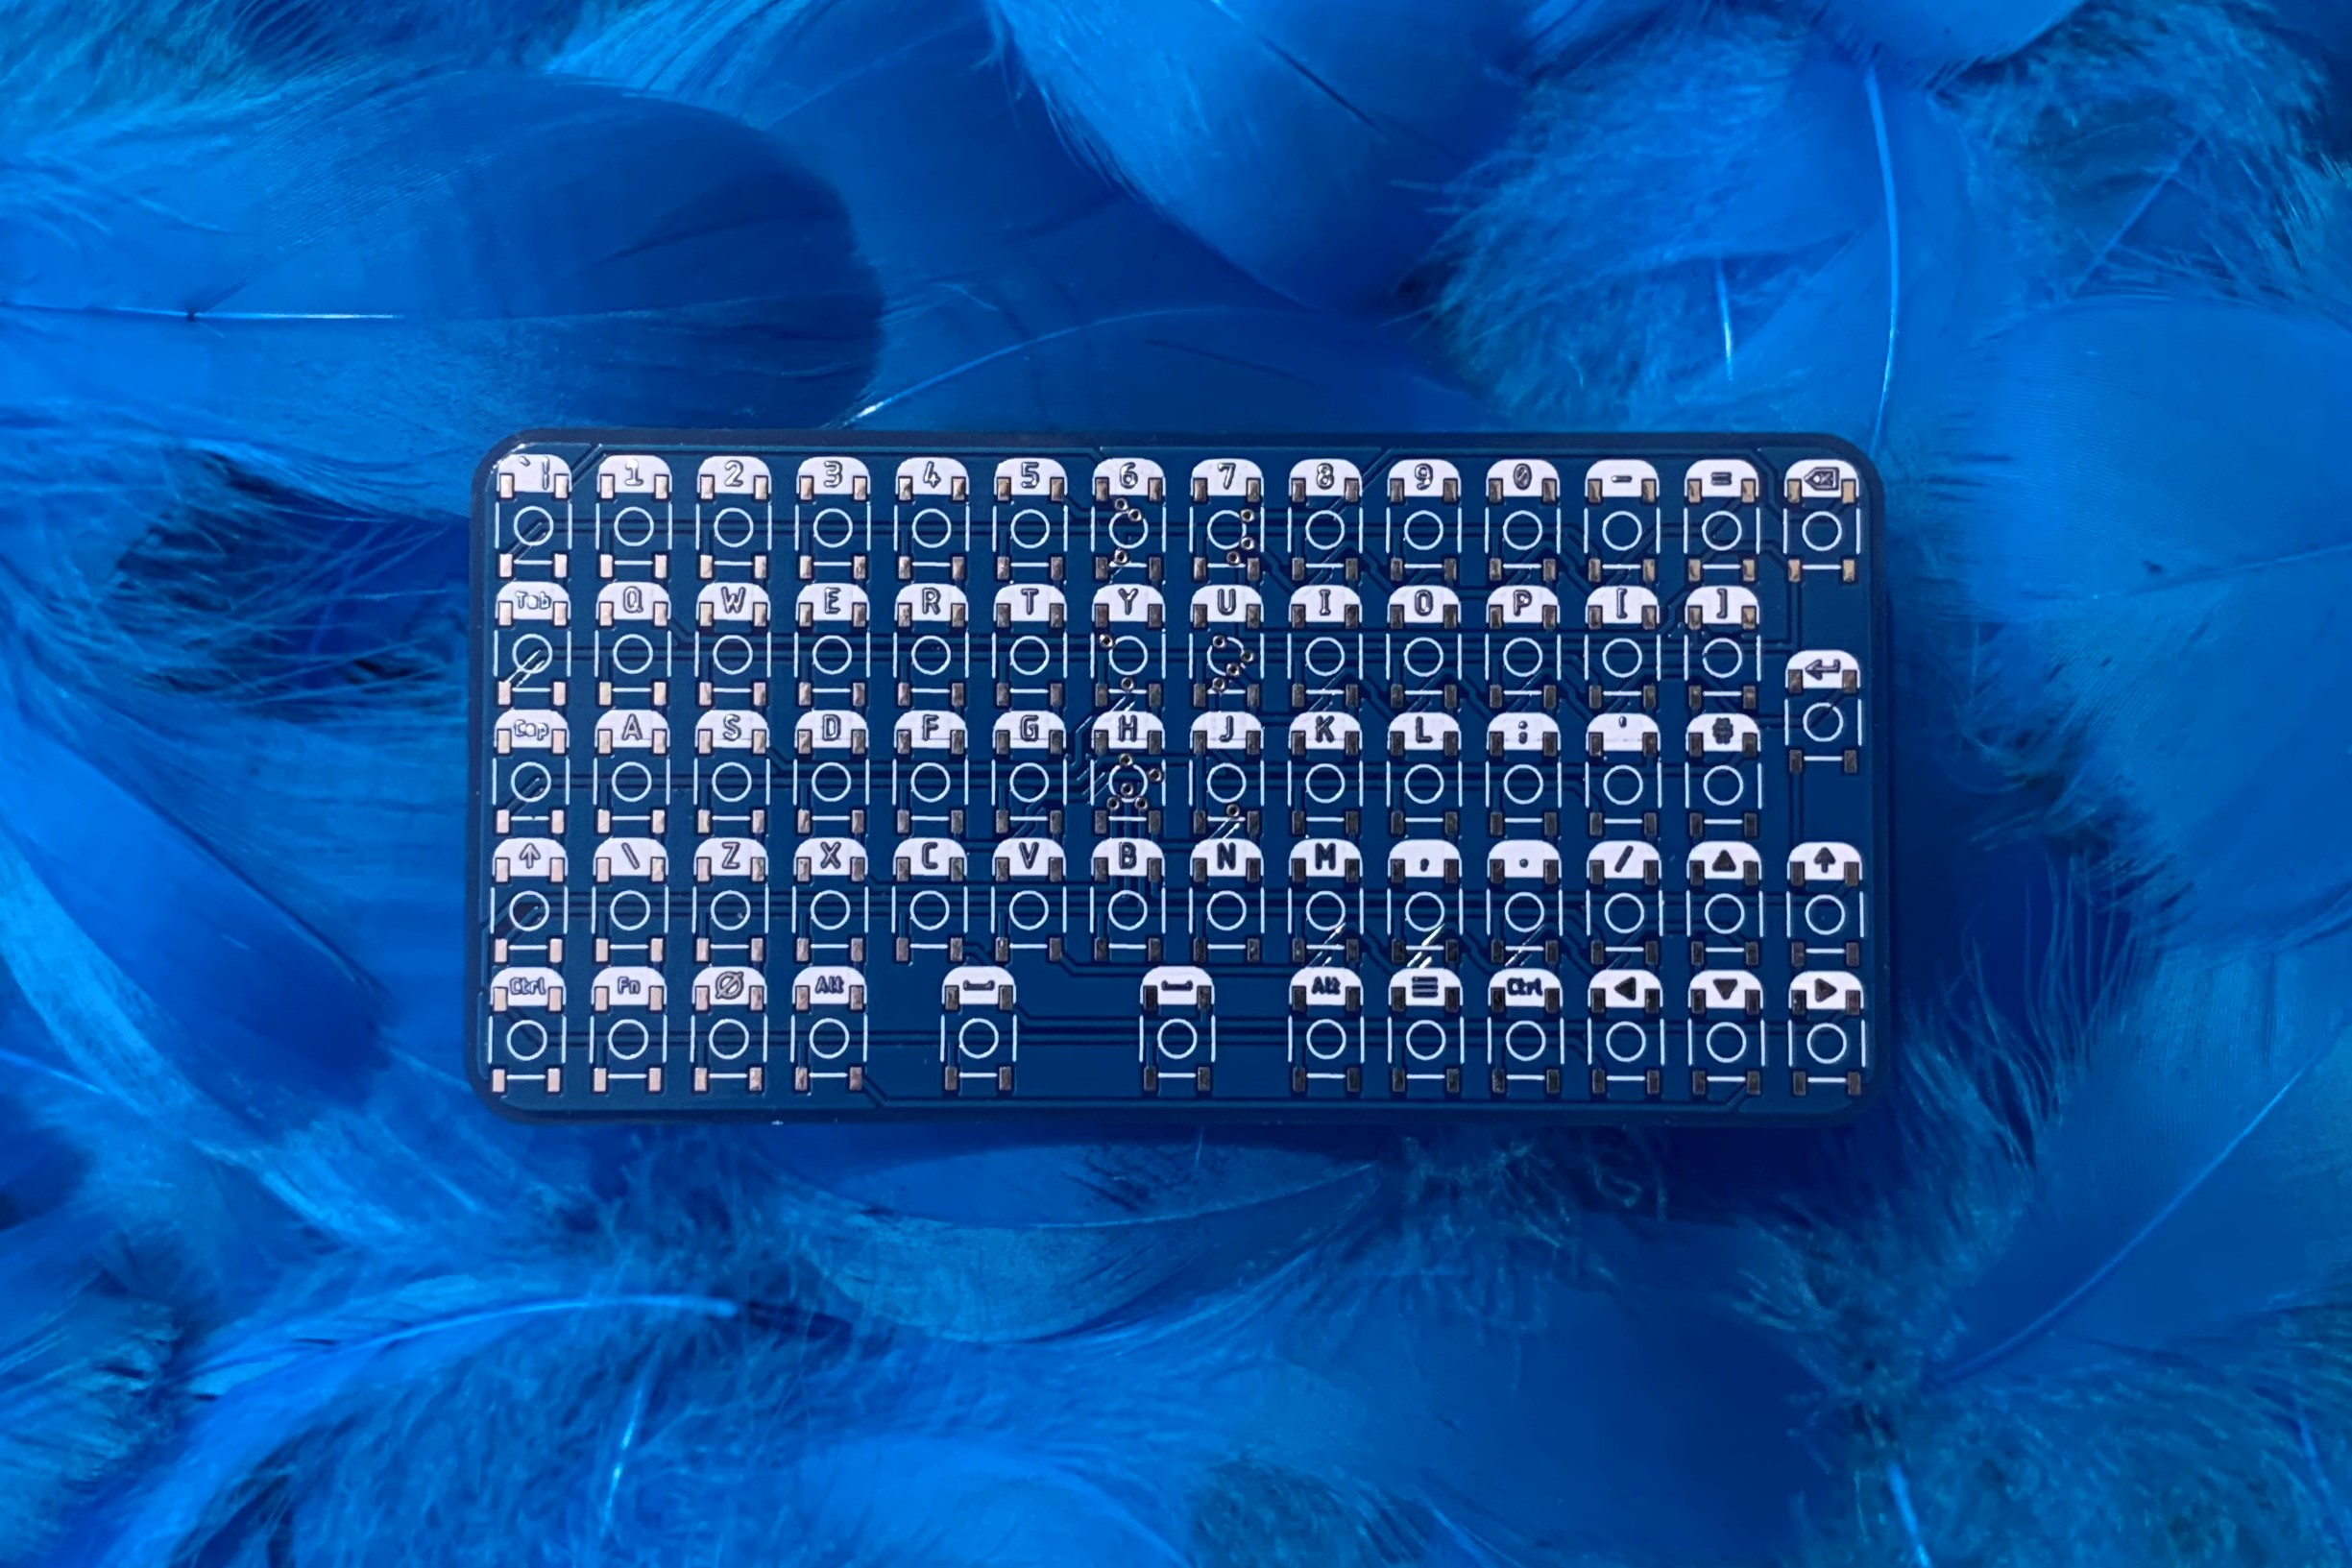 `| 1 2 3 4 5 6 7 8 9 0 - = ⌫
Tab Q W E R T Y U I O P [ ]
↵
Cap A S D F G H J K L ; ' #
↑ \ Z X C V B N M , . / ▲ ↑
Ctrl Fn ∅ Alt ⎵ ⎵ Alt ☰ Ctrl ◀ ▼ ▶